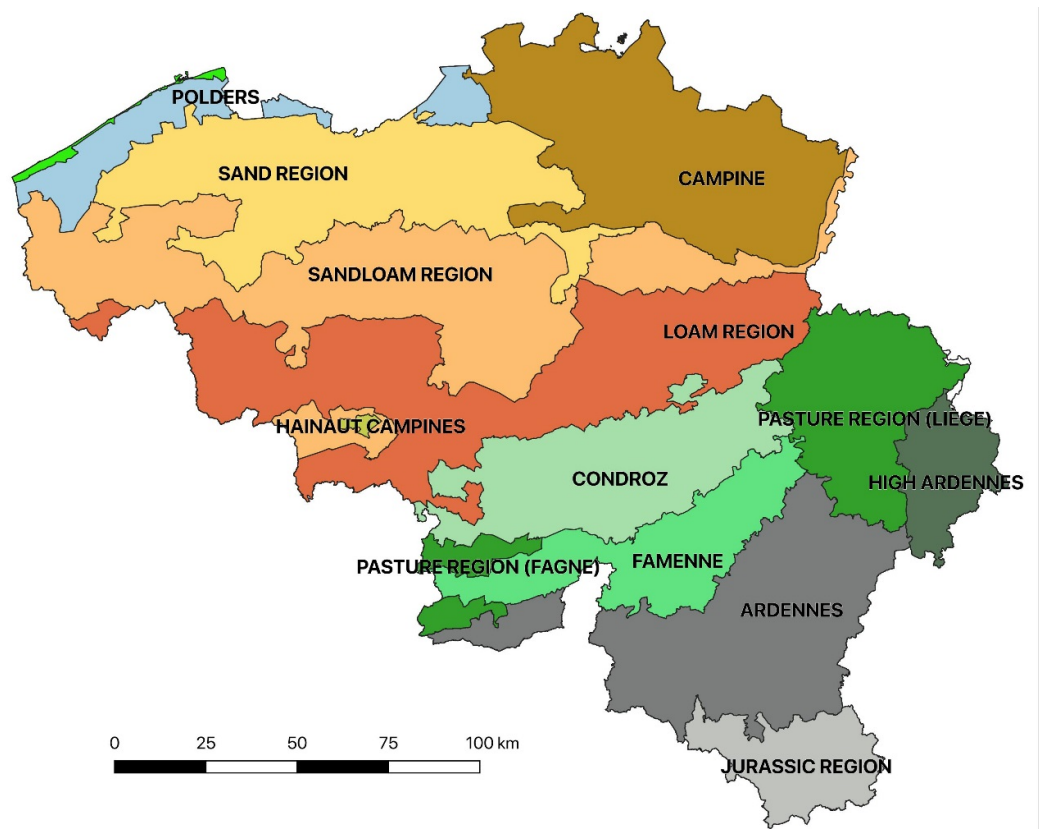 POLDERS
SAND REGION
CAMPINE
SANDLOAM REGION
LOAM REGION
PASTURE REGION (LIEGE)
HAINAUT CAMPINES
CONDROZ
HIGH ARDENNES
PASTURE REGION (FAGNE)
FAMENNE
ARDENNES
0 25 50 75 100 km
JURASSIC REGION